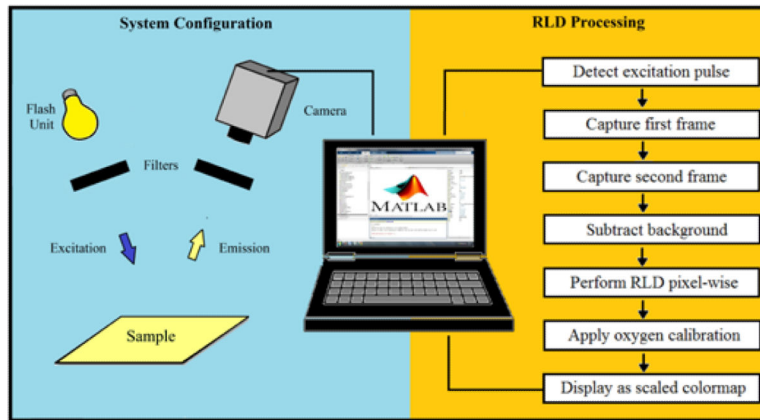 System Configuration
RLD Processing
Flash
Unit
Camera
Filters
Excitation
Emission
Sample
MATLAB
Detect excitation pulse
Capture first frame
Capture second frame
Subtract background
Perform RLD pixel-wise
Apply oxygen calibration
Display as scaled colormap